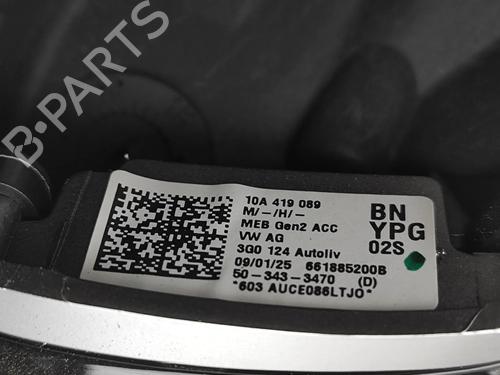 B-PARTS
10A 419 089
M/-/H/-
MEB Gen2 ACC
VW AG
3G0 124 Autoliv
09/01/25 661885200B
50-343-3470 (D)
*603 AUCE086LTJO*
BN
YPG
02S